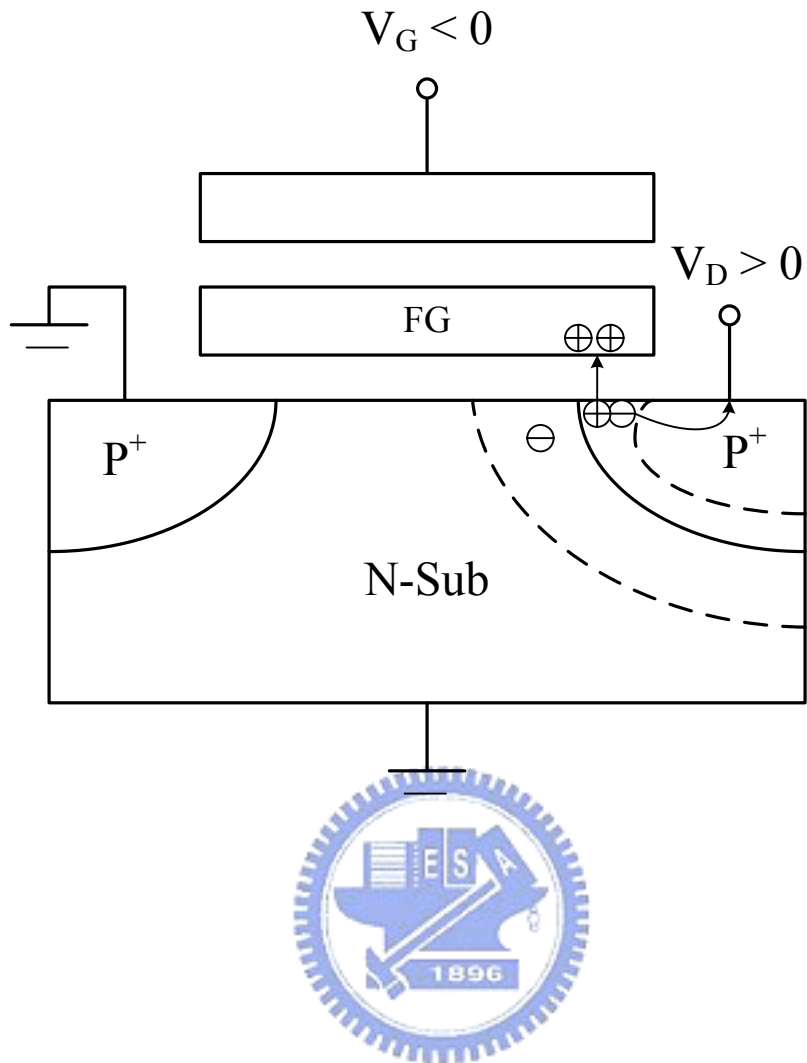 V_G < 0
V_D > 0
FG
P⁺
P⁺
N-Sub
E S A
1896